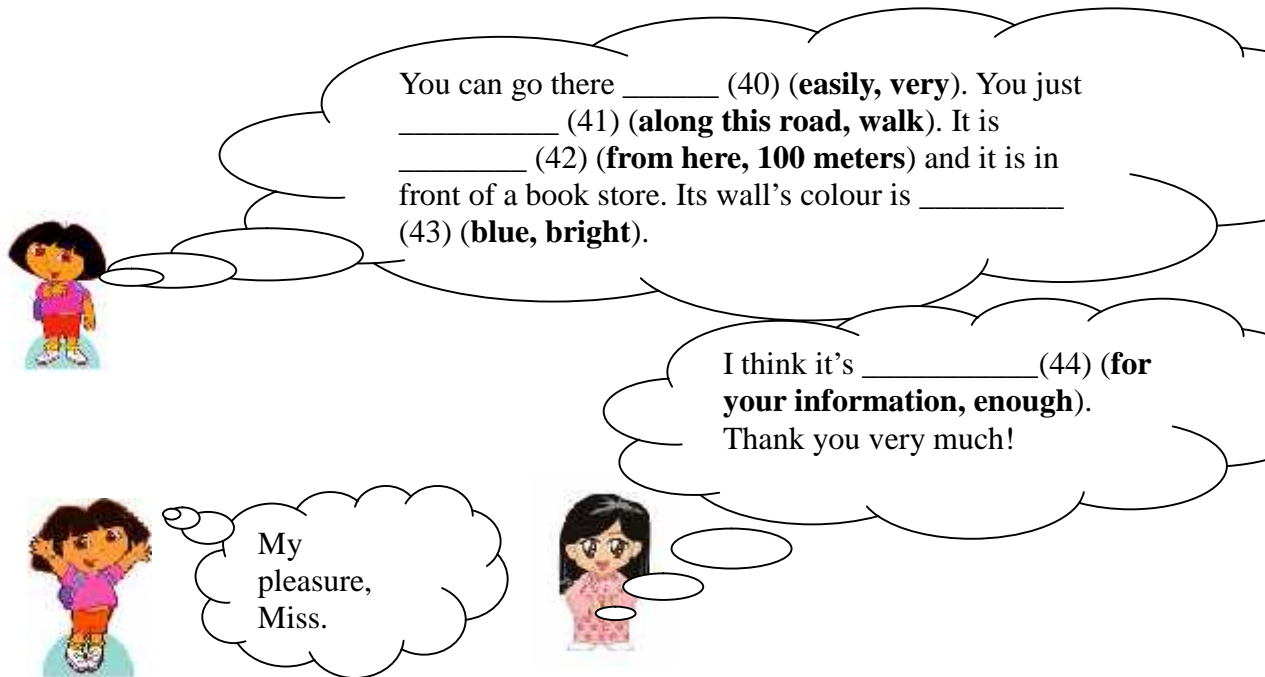 You can go there ______ (40) (easily, very). You just
__________ (41) (along this road, walk). It is
________ (42) (from here, 100 meters) and it is in
front of a book store. Its wall’s colour is _________
(43) (blue, bright).
I think it’s ___________(44) (for
your information, enough).
Thank you very much!
My
pleasure,
Miss.